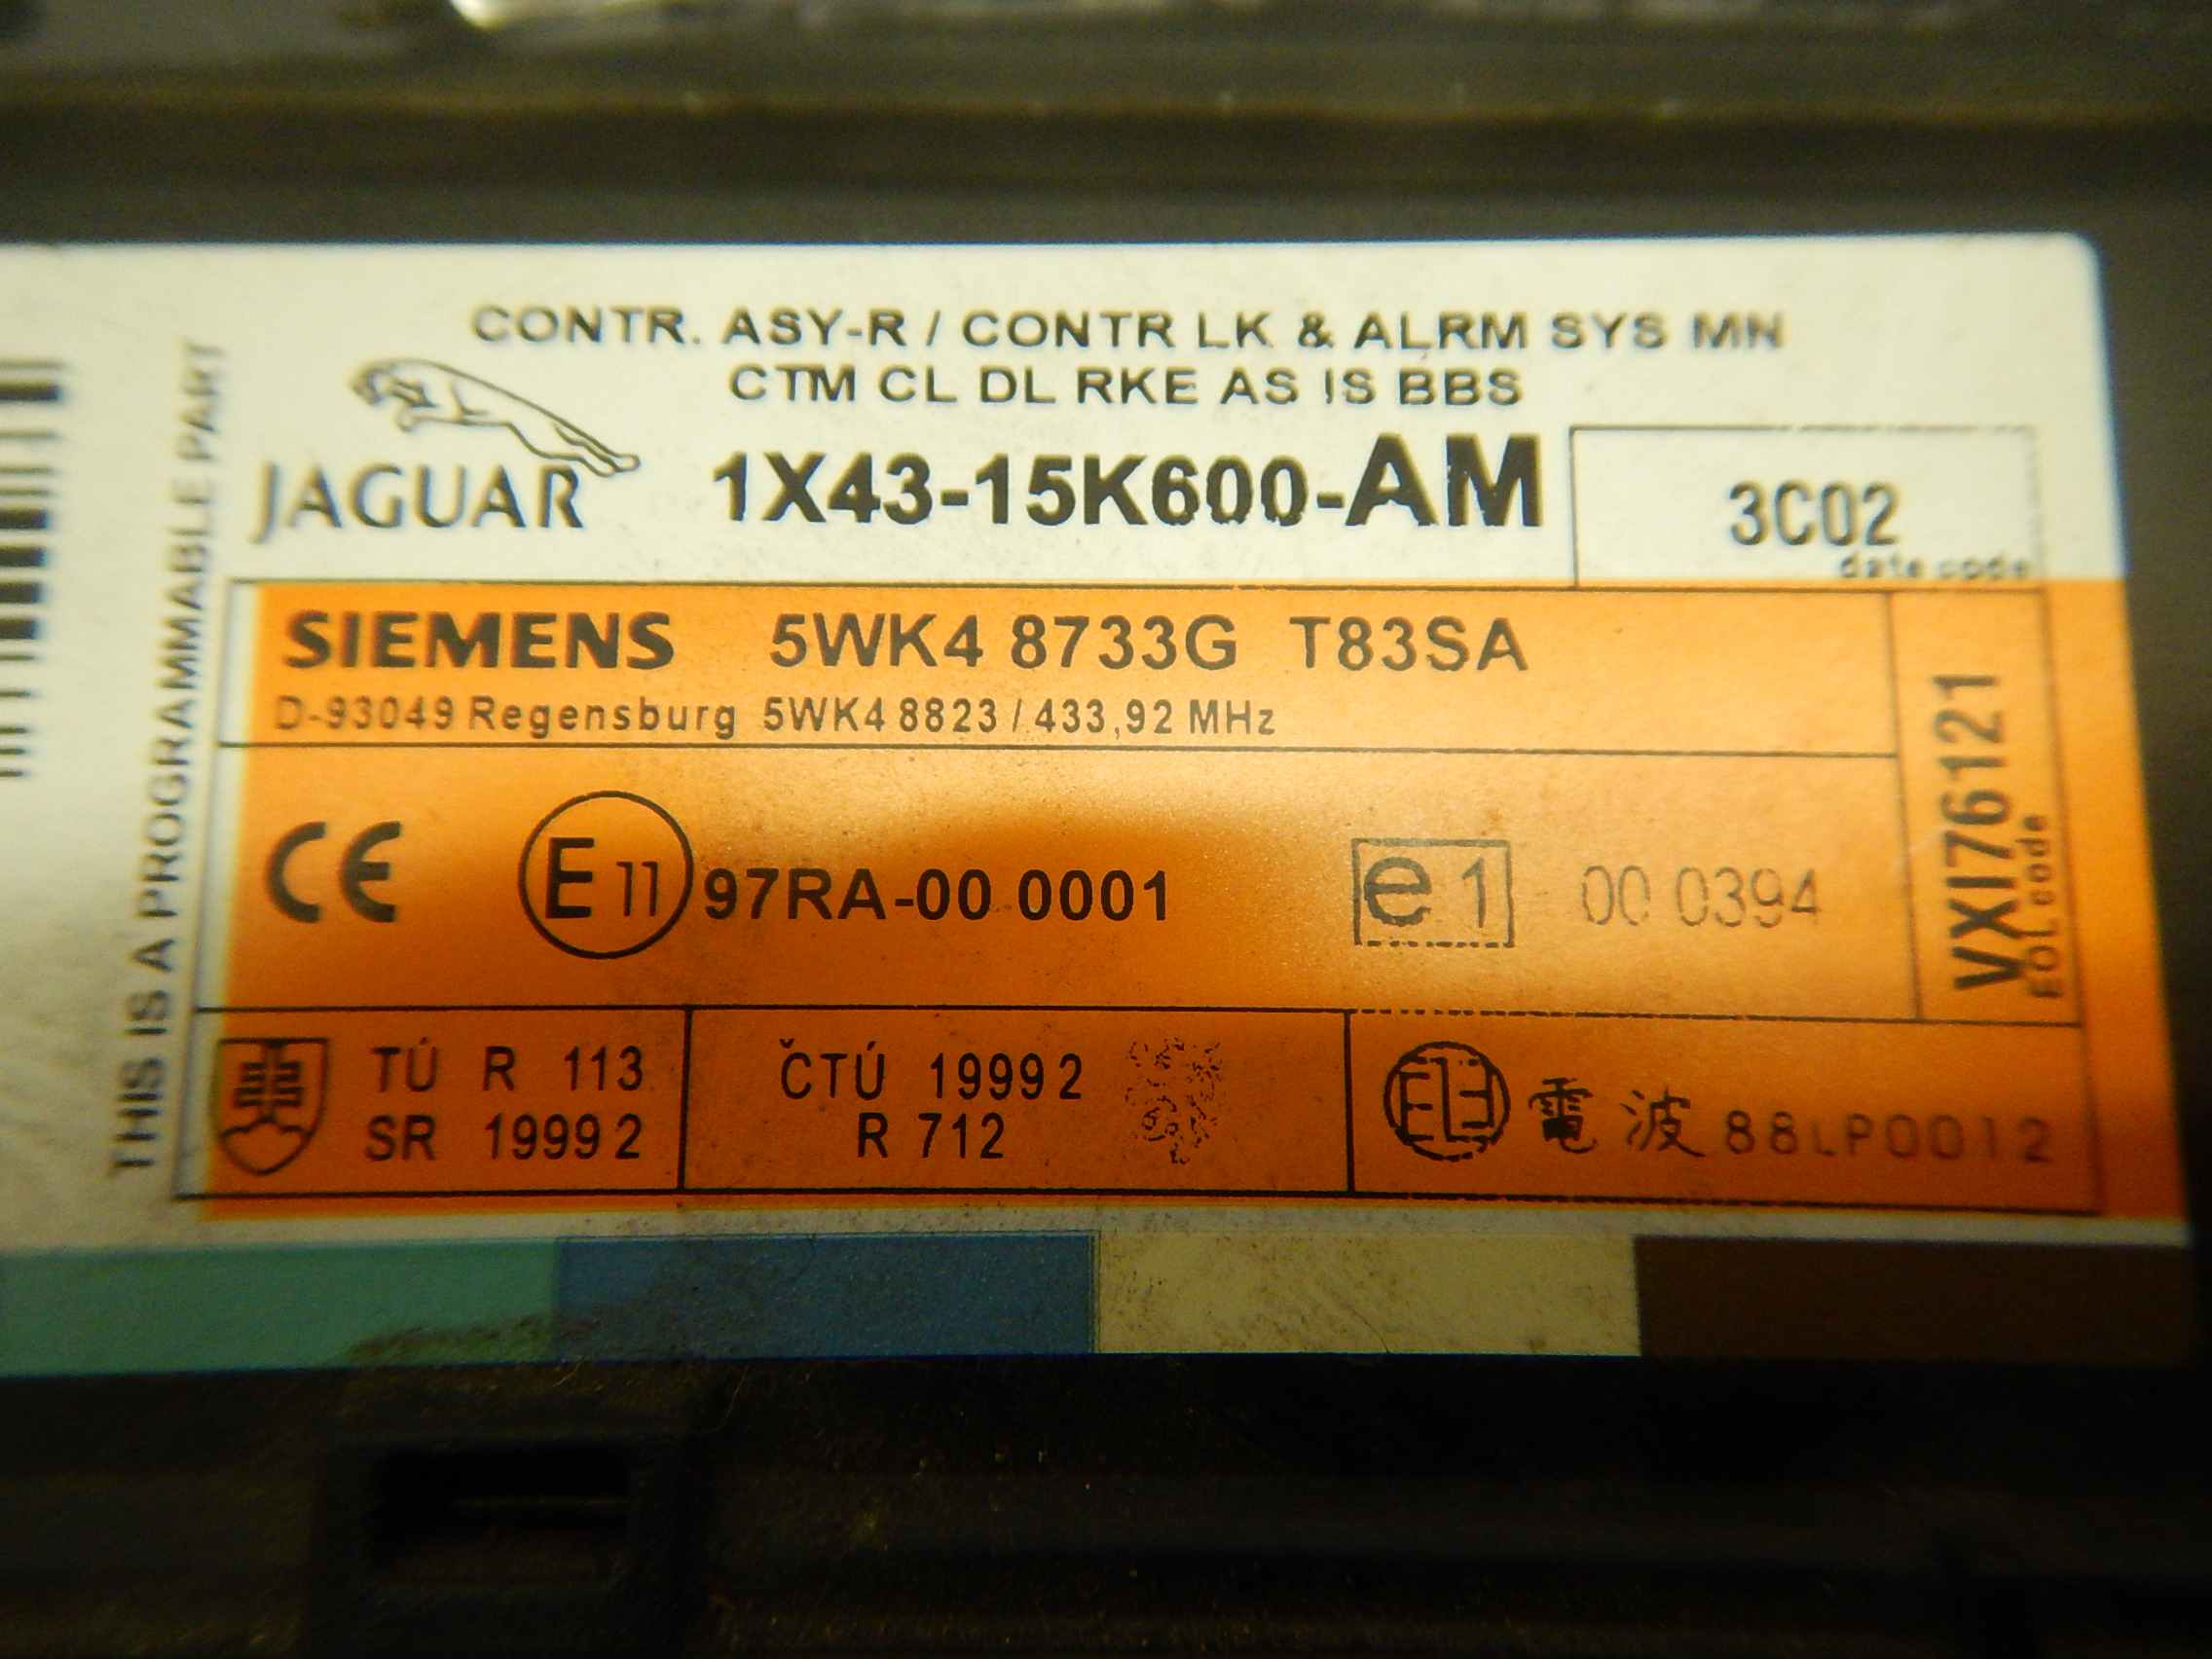 CONTR. ASY-R / CONTR LK & ALRM SYS MN
CTM CL DL RKE AS IS BBS
JAGUAR
1X43-15K600-AM
3C02
date code
THIS IS A PROGRAMMABLE PART
SIEMENS 5WK4 8733G T83SA
D-93049 Regensburg 5WK4 8823 / 433,92 MHz
VXI76121
EOL code
CE E 11 97RA-00 0001 e 1 00 0394
TÚ R 113
SR 1999 2
ČTÚ 1999 2
R 712
電波 88LP0012